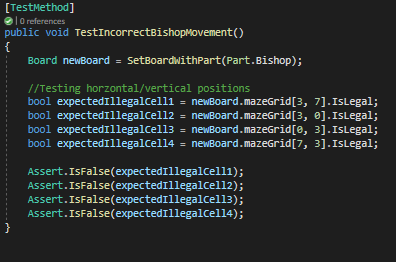 [TestMethod]
0 references
public void TestIncorrectBishopMovement()
{
Board newBoard = SetBoardWithPart(Part.Bishop);
//Testing horzontal/vertical positions
bool expectedIllegalCell1 = newBoard.mazeGrid[3, 7].IsLegal;
bool expectedIllegalCell2 = newBoard.mazeGrid[3, 0].IsLegal;
bool expectedIllegalCell3 = newBoard.mazeGrid[0, 3].IsLegal;
bool expectedIllegalCell4 = newBoard.mazeGrid[7, 3].IsLegal;
Assert.IsFalse(expectedIllegalCell1);
Assert.IsFalse(expectedIllegalCell2);
Assert.IsFalse(expectedIllegalCell3);
Assert.IsFalse(expectedIllegalCell4);
}